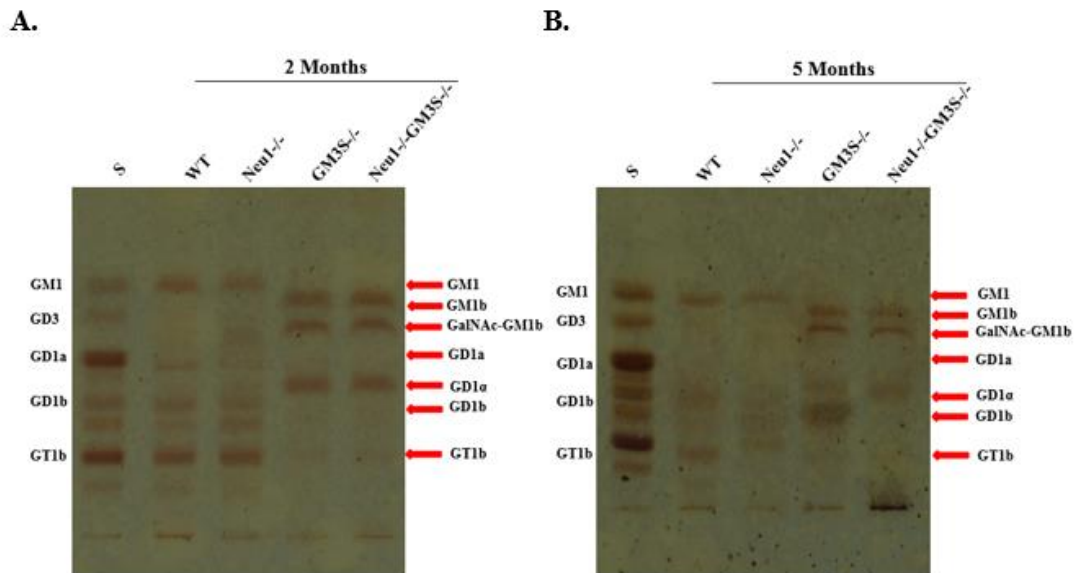 A.
2 Months
S
WT
Neu1-/-
GM3S-/-
Neu1-/-GM3S-/-
GM1
GD3
GD1a
GD1b
GT1b
GM1
GM1b
GalNAc-GM1b
GD1a
GD1α
GD1b
GT1b
B.
5 Months
S
WT
Neu1-/-
GM3S-/-
Neu1-/-GM3S-/-
GM1
GD3
GD1a
GD1b
GT1b
GM1
GM1b
GalNAc-GM1b
GD1a
GD1α
GD1b
GT1b